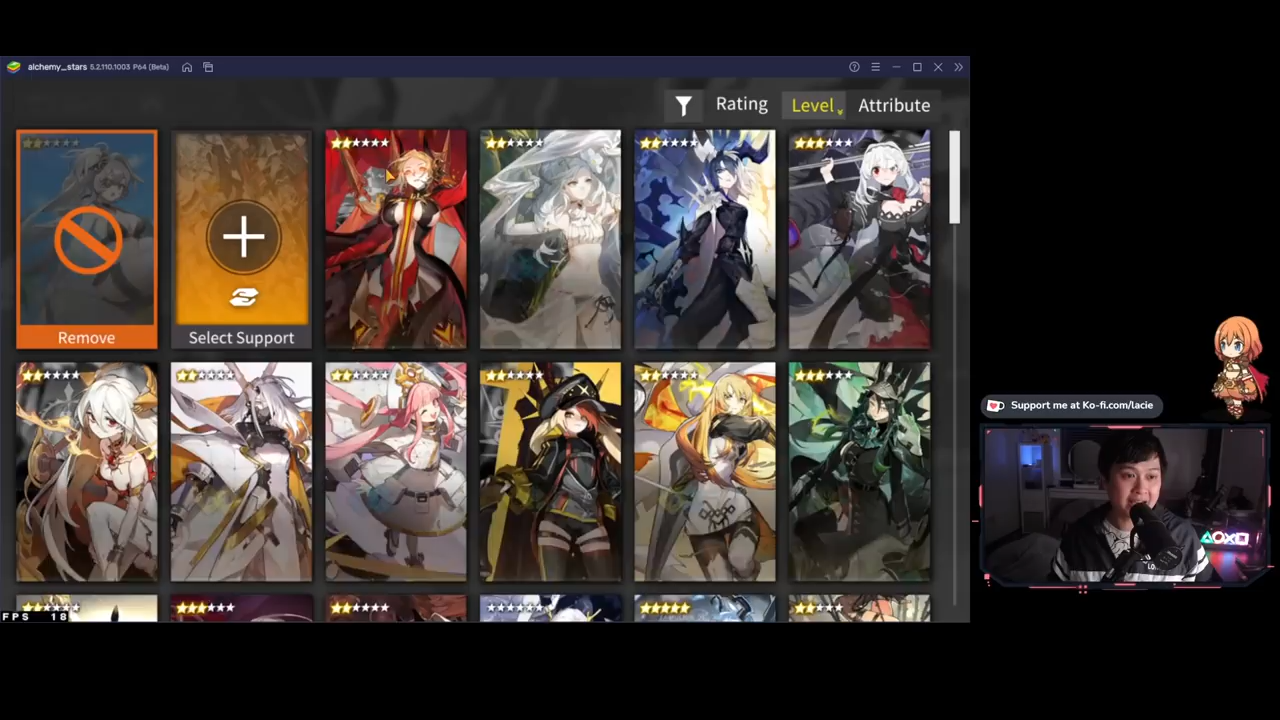 alchemy_stars 5.2.110.1003 P64 (Beta)
Rating
Level
Attribute
Remove
Select Support
Support me at Ko-fi.com/lacie
FPS 18